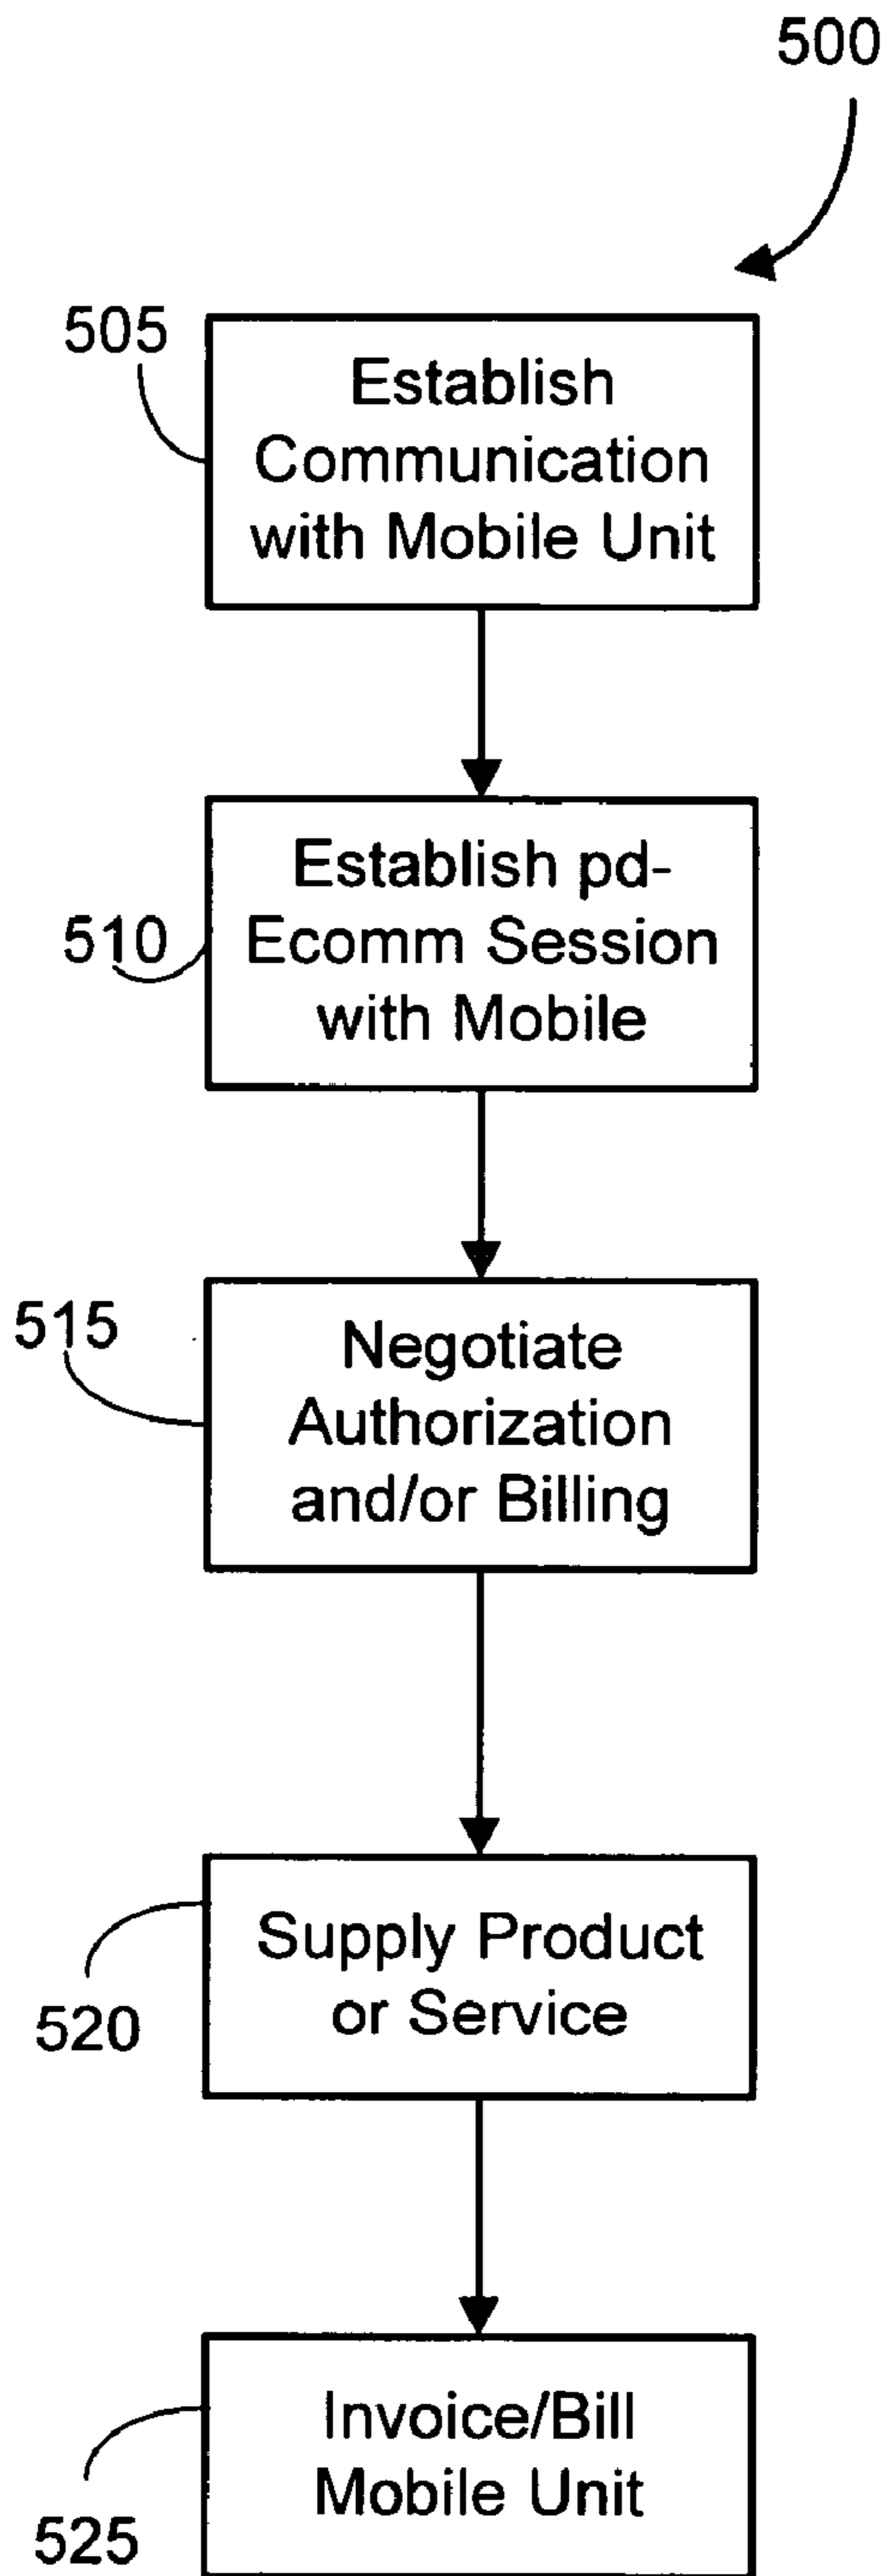 500
505
Establish
Communication
with Mobile Unit
510
Establish pd-
Ecomm Session
with Mobile
515
Negotiate
Authorization
and/or Billing
520
Supply Product
or Service
525
Invoice/Bill
Mobile Unit